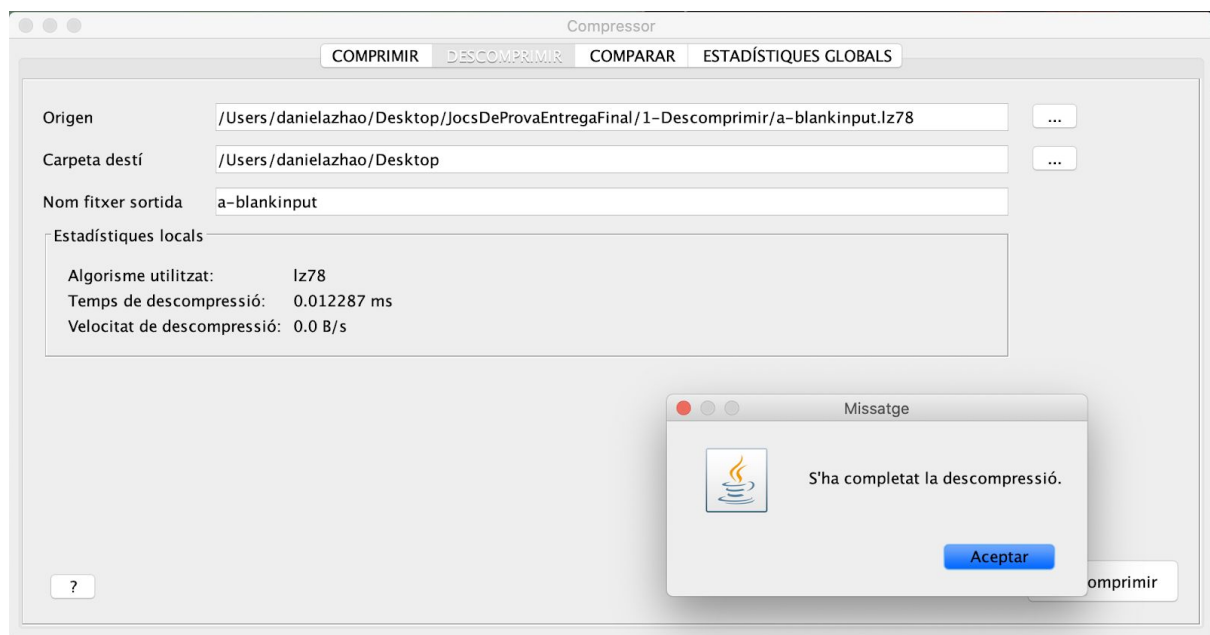 Compressor
COMPRIMIR DESCOMPRIMIR COMPARAR ESTADÍSTIQUES GLOBALS
Origen /Users/danielazhao/Desktop/JocsDeProvaEntregaFinal/1-Descomprimir/a-blankinput.lz78 ...
Carpeta destí /Users/danielazhao/Desktop ...
Nom fitxer sortida a-blankinput
Estadístiques locals
Algorisme utilitzat: lz78
Temps de descompressió: 0.012287 ms
Velocitat de descompressió: 0.0 B/s
Missatge
S'ha completat la descompressió.
Aceptar
? omprimir